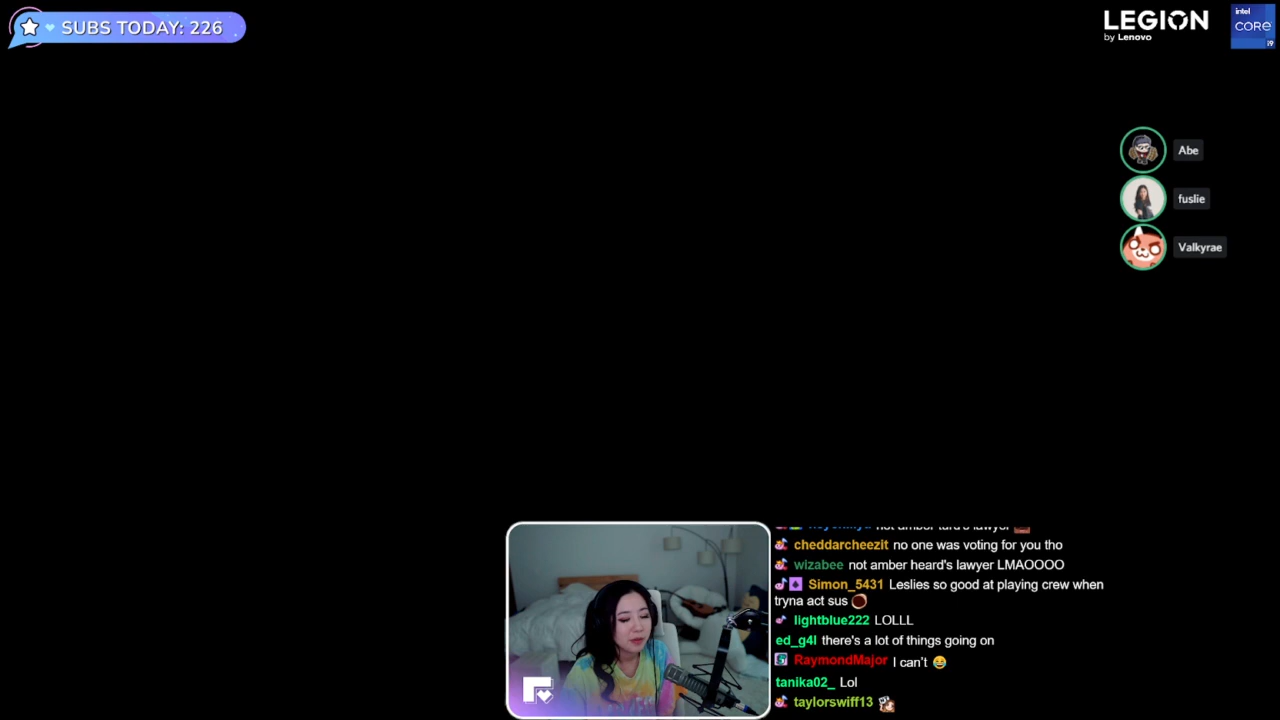 SUBS TODAY: 226
LEGION
by Lenovo
intel
CORE
i9
Abe
fuslie
Valkyrae
lawyer
cheddarcheezit no one was voting for you tho
wizabee not amber heard's lawyer LMAOOOO
Simon_5431 Leslies so good at playing crew when
tryna act sus
lightblue222 LOLLL
ed_g4l there's a lot of things going on
RaymondMajor I can't 😂
tanika02_ Lol
taylorswiff13